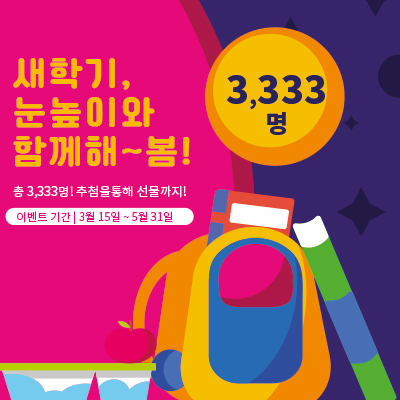 새학기,
눈높이와
함께해~봄!
3,333
명
총 3,333명! 추첨을통해 선물까지!
이벤트 기간 | 3월 15일 ~ 5월 31일